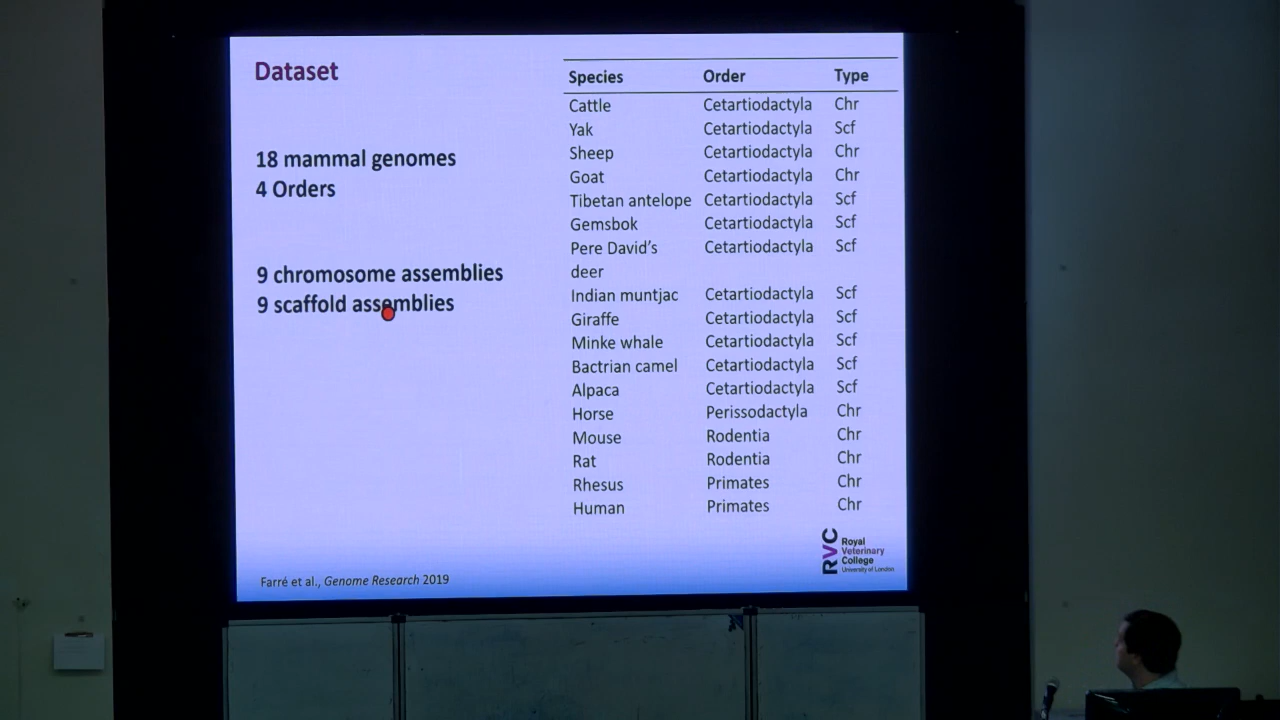 Dataset
18 mammal genomes
4 Orders
9 chromosome assemblies
9 scaffold assemblies
Species Order Type
Cattle Cetartiodactyla Chr
Yak Cetartiodactyla Scf
Sheep Cetartiodactyla Chr
Goat Cetartiodactyla Chr
Tibetan antelope Cetartiodactyla Scf
Gemsbok Cetartiodactyla Scf
Pere David's Cetartiodactyla Scf
deer
Indian muntjac Cetartiodactyla Scf
Giraffe Cetartiodactyla Scf
Minke whale Cetartiodactyla Scf
Bactrian camel Cetartiodactyla Scf
Alpaca Cetartiodactyla Scf
Horse Perissodactyla Chr
Mouse Rodentia Chr
Rat Rodentia Chr
Rhesus Primates Chr
Human Primates Chr
RVC
Royal
Veterinary
College
University of London
Farré et al., Genome Research 2019